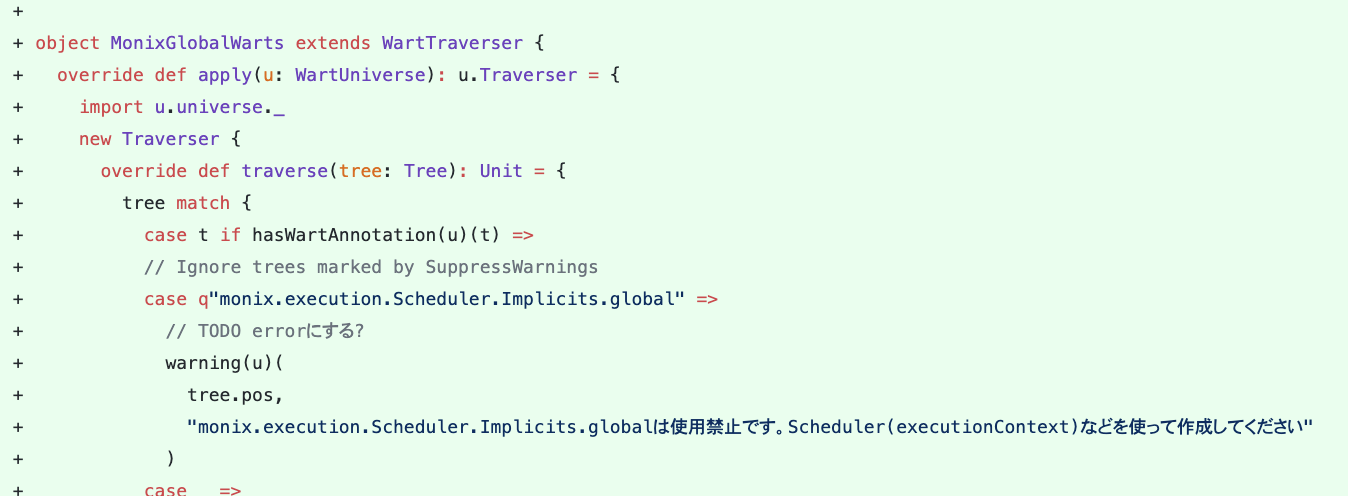 +
+ object MonixGlobalWarts extends WartTraverser {
+   override def apply(u: WartUniverse): u.Traverser = {
+     import u.universe._
+     new Traverser {
+       override def traverse(tree: Tree): Unit = {
+         tree match {
+           case t if hasWartAnnotation(u)(t) =>
+           // Ignore trees marked by SuppressWarnings
+           case q"monix.execution.Scheduler.Implicits.global" =>
+             // TODO errorにする?
+             warning(u)(
+               tree.pos,
+               "monix.execution.Scheduler.Implicits.globalは使用禁止です。Scheduler(executionContext)などを使って作成してください"
+             )
+           case   =>